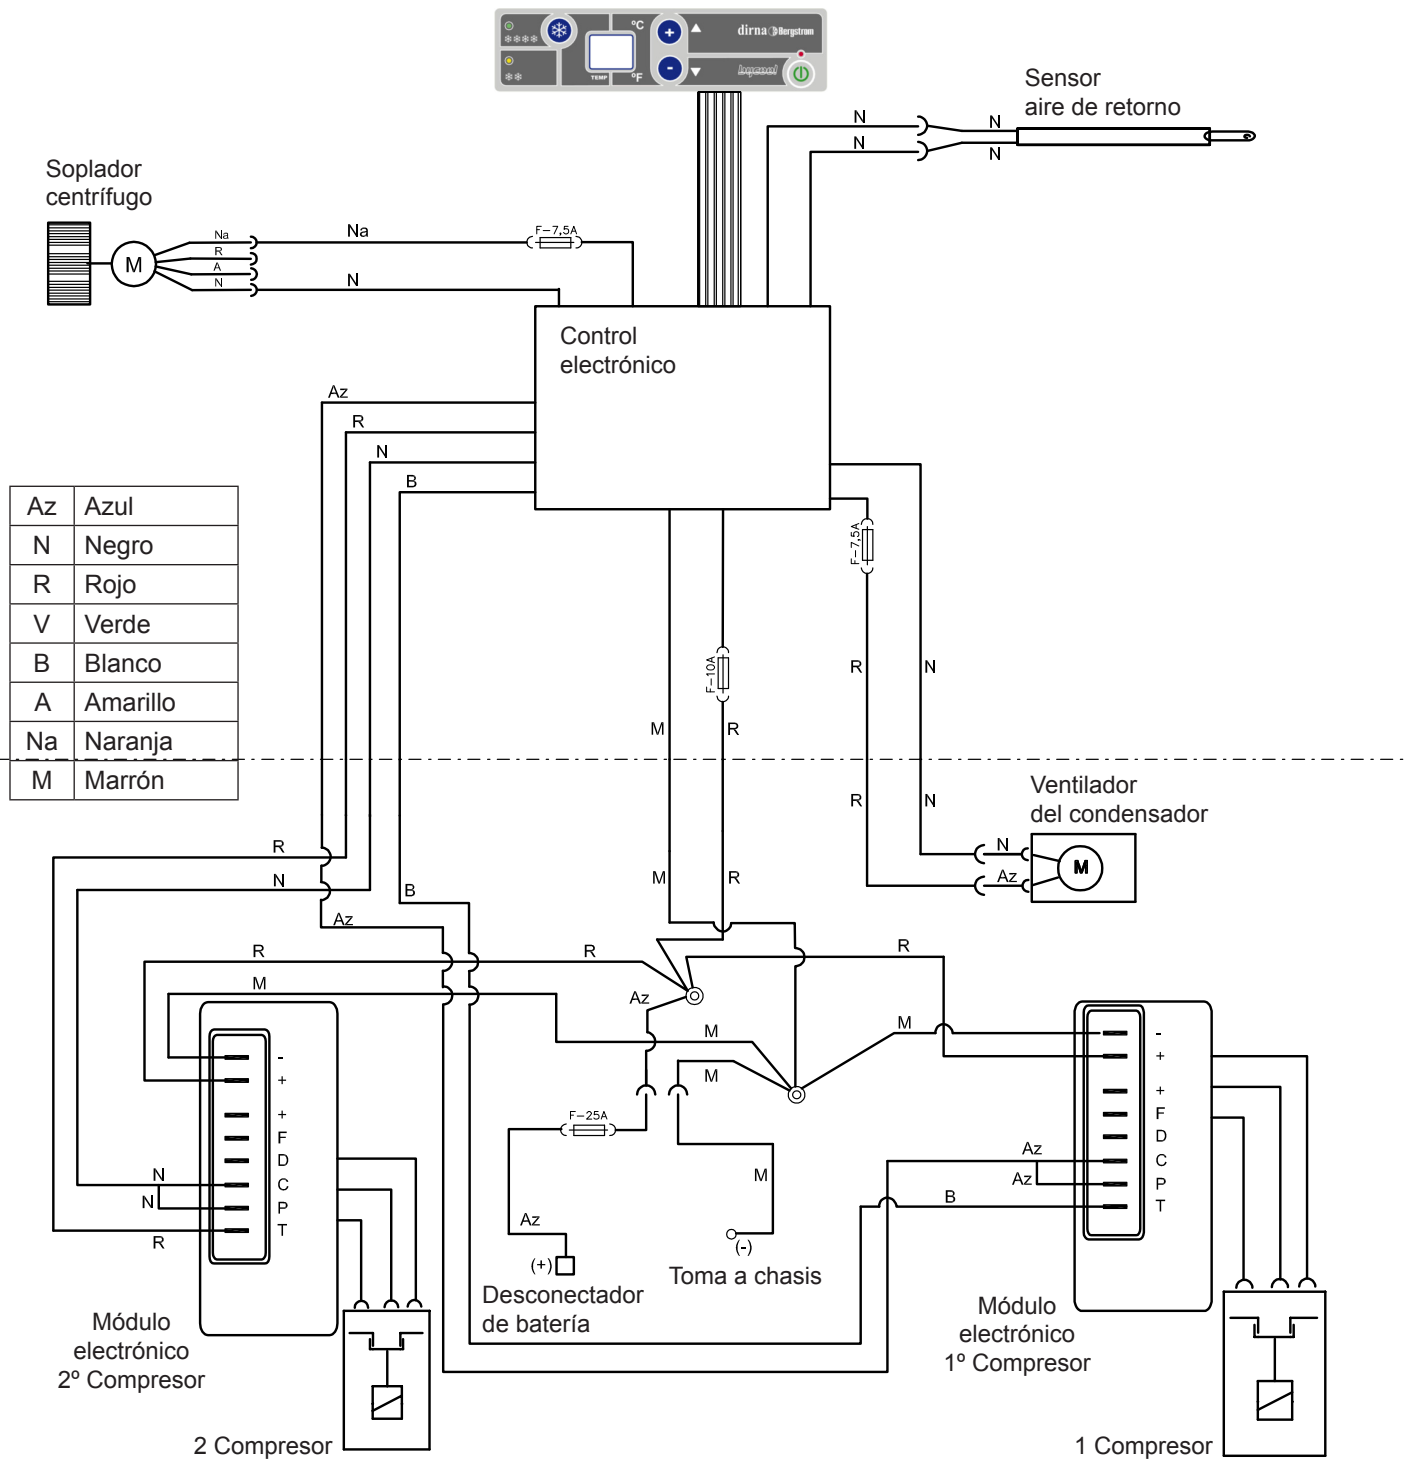 °C
dirna Bergstrom
TEMP
°F
bycool
Sensor
aire de retorno
N
N
N
N
Soplador
centrífugo
M
Na
R
A
N
Na
N
F-7,5A
Control
electrónico
Az
R
N
B
Az Azul
N Negro
R Rojo
V Verde
B Blanco
A Amarillo
Na Naranja
M Marrón
F-7,5A
F-10A
R
N
M
R
R
N
Ventilador
del condensador
N
Az
M
R
N
Az
B
M
R
R
M
R
R
Az
M
M
M
-
+
+
F
D
C
P
T
N
N
R
F-25A
Az
(+)
Desconectador
de batería
M
(-)
Toma a chasis
-
+
+
F
D
C
P
T
Az
Az
B
Módulo
electrónico
2º Compresor
2 Compresor
Módulo
electrónico
1º Compresor
1 Compresor